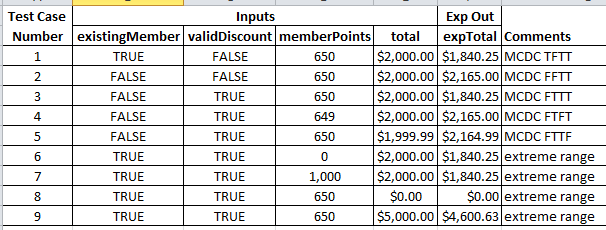 Test Case Inputs Exp Out
Number existingMember validDiscount memberPoints total expTotal Comments
1 TRUE FALSE 650 $2,000.00 $1,840.25 MCDC TFTT
2 FALSE FALSE 650 $2,000.00 $2,165.00 MCDC FFTT
3 FALSE TRUE 650 $2,000.00 $1,840.25 MCDC FTTT
4 FALSE TRUE 649 $2,000.00 $2,165.00 MCDC FTFT
5 FALSE TRUE 650 $1,999.99 $2,164.99 MCDC FTTF
6 TRUE TRUE 0 $2,000.00 $1,840.25 extreme range
7 TRUE TRUE 1,000 $2,000.00 $1,840.25 extreme range
8 TRUE TRUE 650 $0.00 $0.00 extreme range
9 TRUE TRUE 650 $5,000.00 $4,600.63 extreme range